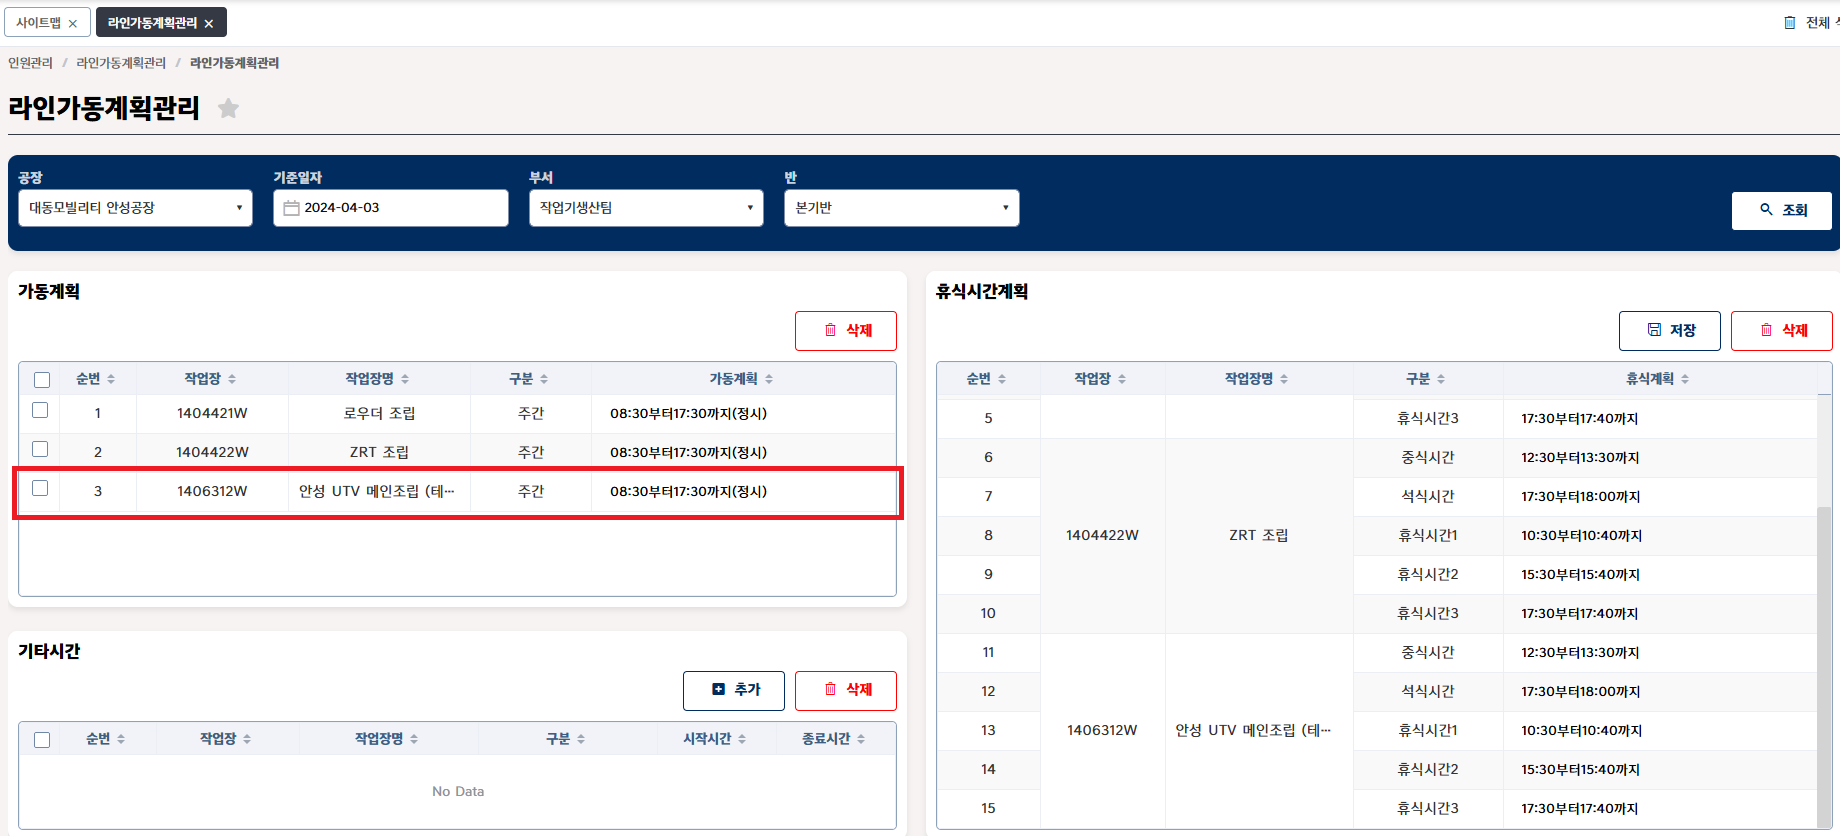 사이트맵 ×
라인가동계획관리 ×
전체
인원관리 / 라인가동계획관리 / 라인가동계획관리
라인가동계획관리
공장
대동모빌리티 안성공장
기준일자
2024-04-03
부서
작업기생산팀
반
본기반
조회
가동계획
삭제
순번 작업장 작업장명 구분 가동계획
1 1404421W 로우더 조립 주간 08:30부터17:30까지(정시)
2 1404422W ZRT 조립 주간 08:30부터17:30까지(정시)
3 1406312W 안성 UTV 메인조립 (테… 주간 08:30부터17:30까지(정시)
기타시간
추가 삭제
순번 작업장 작업장명 구분 시작시간 종료시간
No Data
휴식시간계획
저장 삭제
순번 작업장 작업장명 구분 휴식계획
5 휴식시간3 17:30부터17:40까지
6 중식시간 12:30부터13:30까지
7 석식시간 17:30부터18:00까지
8 1404422W ZRT 조립 휴식시간1 10:30부터10:40까지
9 휴식시간2 15:30부터15:40까지
10 휴식시간3 17:30부터17:40까지
11 중식시간 12:30부터13:30까지
12 석식시간 17:30부터18:00까지
13 1406312W 안성 UTV 메인조립 (테… 휴식시간1 10:30부터10:40까지
14 휴식시간2 15:30부터15:40까지
15 휴식시간3 17:30부터17:40까지